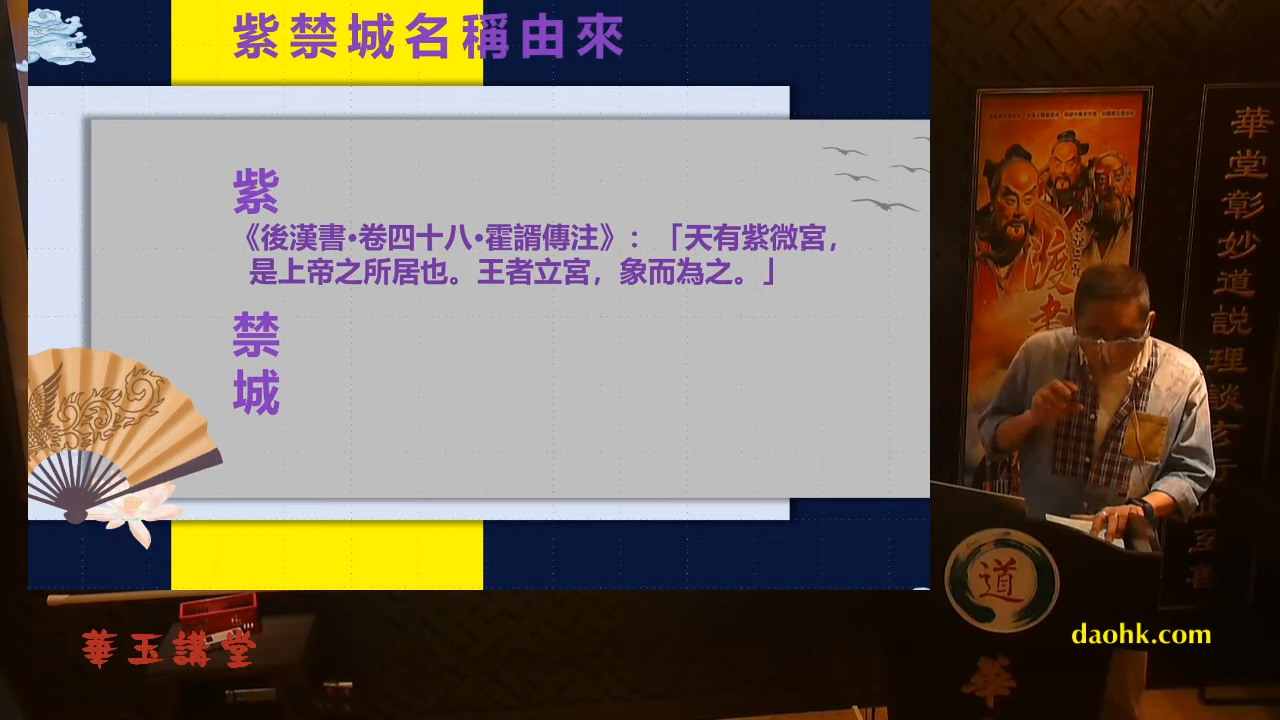 紫禁城名稱由來
紫
《後漢書•卷四十八•霍諝傳注》：「天有紫微宮，
是上帝之所居也。王者立宮，象而為之。」
禁
城
華堂彰妙道説理談玄
道
華玉講堂
daohk.com
華